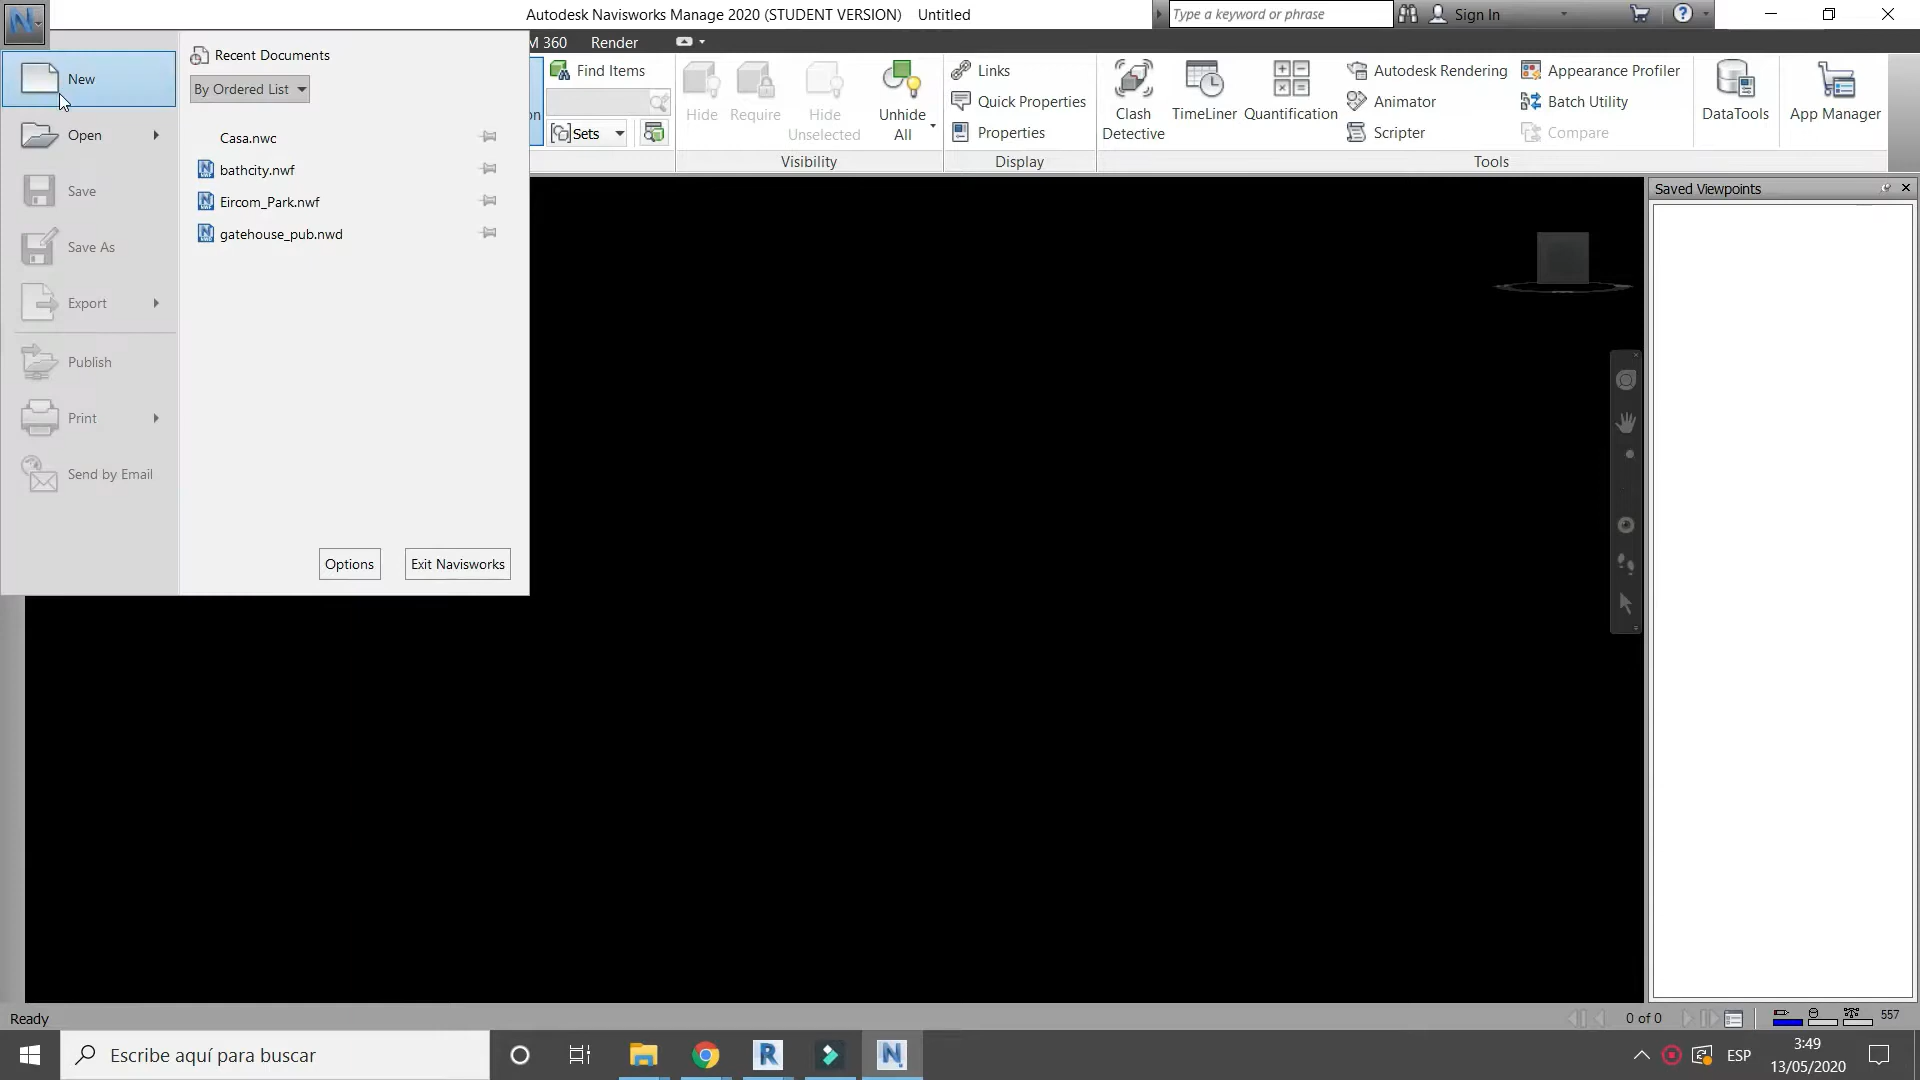 Autodesk Navisworks Manage 2020 (STUDENT VERSION) Untitled
Type a keyword or phrase
Sign In
M 360 Render
New
Open
Save
Save As
Export
Publish
Print
Send by Email
Recent Documents
By Ordered List
Casa.nwc
bathcity.nwf
Eircom_Park.nwf
gatehouse_pub.nwd
Options
Exit Navisworks
Find Items
Sets
Hide
Require
Hide
Unselected
Unhide
All
Visibility
Links
Quick Properties
Properties
Display
Clash
Detective
TimeLiner
Quantification
Autodesk Rendering
Animator
Scripter
Appearance Profiler
Batch Utility
Compare
Tools
DataTools
App Manager
Saved Viewpoints
Ready
0 of 0
557
Escribe aquí para buscar
ESP
3:49
13/05/2020